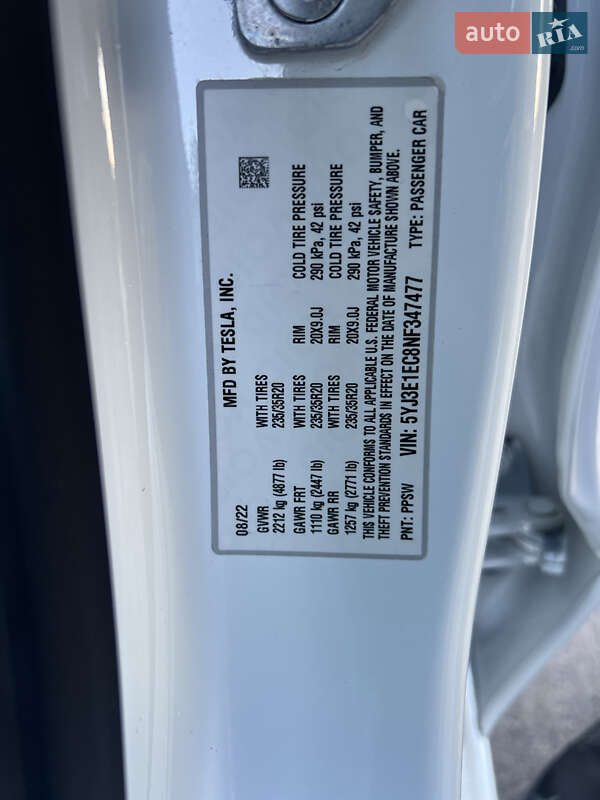 auto RIA.com
MFD BY TESLA, INC.
08/22
GVWR WITH TIRES RIM COLD TIRE PRESSURE
2212 kg (4877 lb) 235/35R20 20X9.0J 290 kPa, 42 psi
GAWR FRT WITH TIRES RIM COLD TIRE PRESSURE
1110 kg (2447 lb) 235/35R20 20X9.0J 290 kPa, 42 psi
GAWR RR WITH TIRES
1257 kg (2771 lb) 235/35R20
THIS VEHICLE CONFORMS TO ALL APPLICABLE U.S. FEDERAL MOTOR VEHICLE SAFETY, BUMPER, AND
THEFT PREVENTION STANDARDS IN EFFECT ON THE DATE OF MANUFACTURE SHOWN ABOVE.
PNT: PPSW VIN: 5YJ3E1EC8NF347477 TYPE: PASSENGER CAR